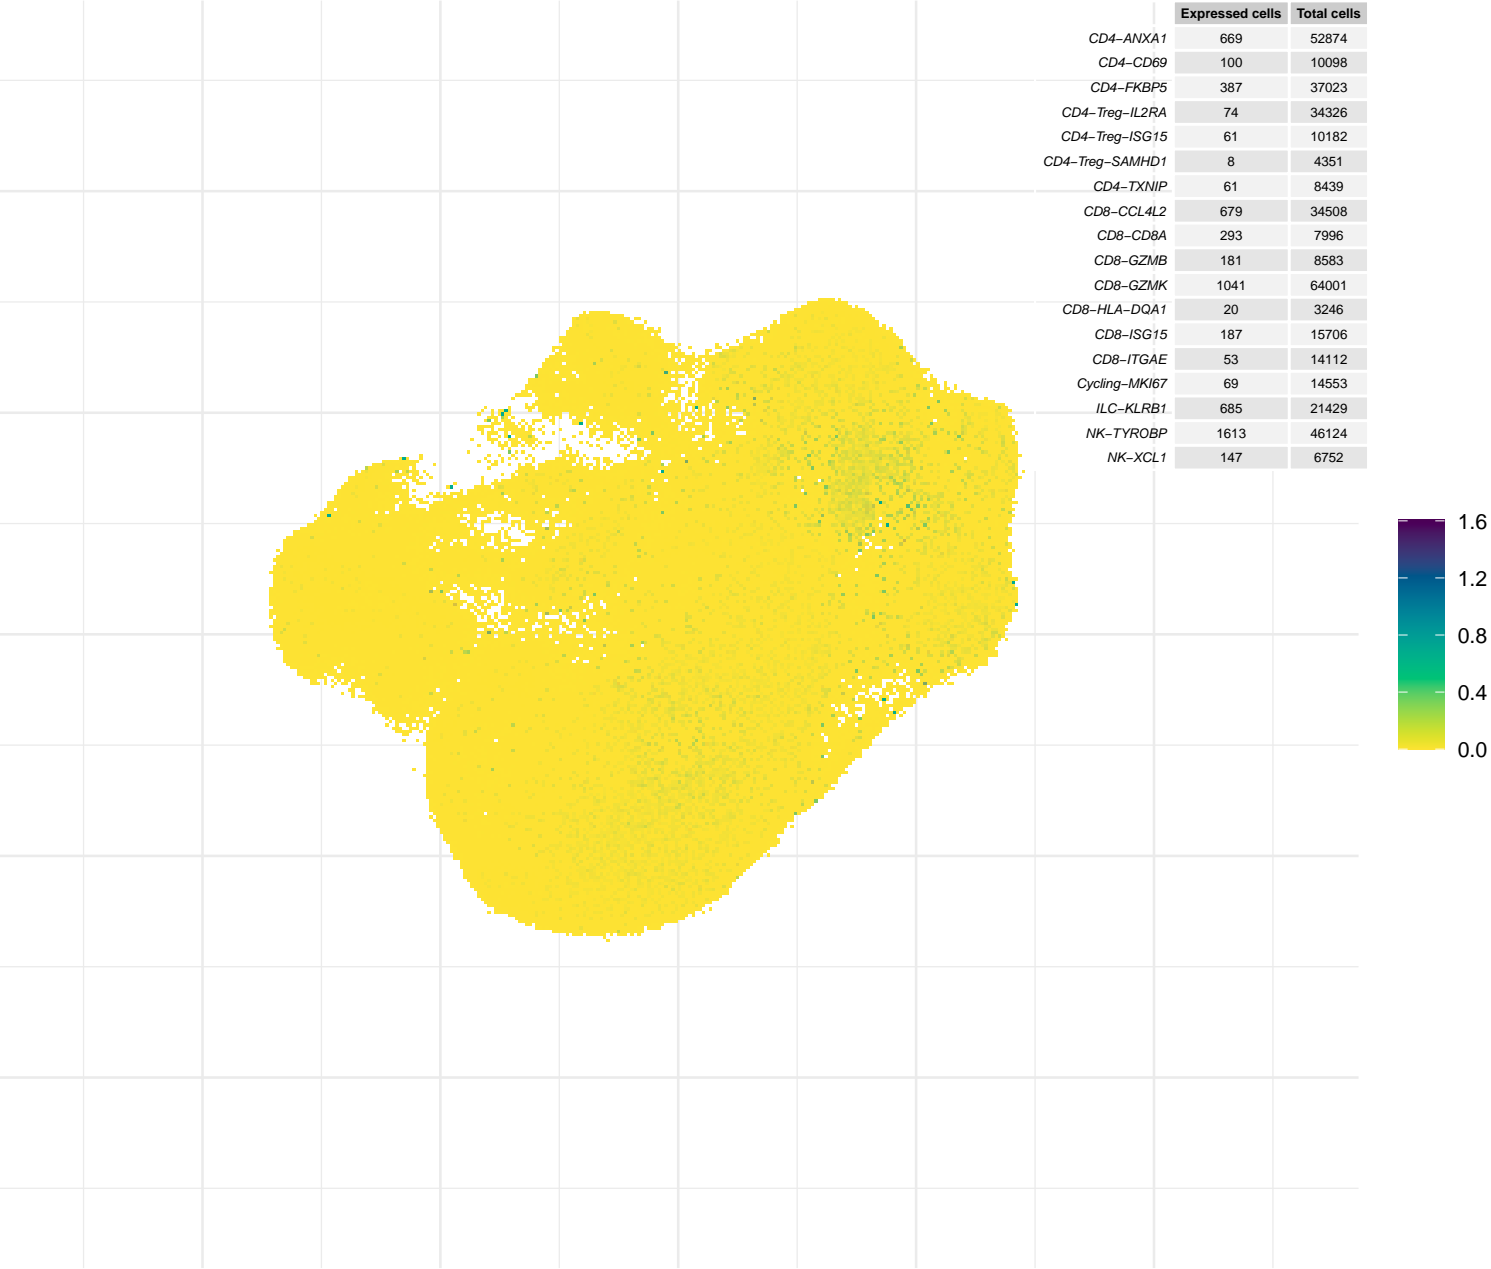 Expressed cells Total cells
CD4−ANXA1 669 52874
CD4−CD69 100 10098
CD4−FKBP5 387 37023
CD4−Treg−IL2RA 74 34326
CD4−Treg−ISG15 61 10182
CD4−Treg−SAMHD1 8 4351
CD4−TXNIP 61 8439
CD8−CCL4L2 679 34508
CD8−CD8A 293 7996
CD8−GZMB 181 8583
CD8−GZMK 1041 64001
CD8−HLA−DQA1 20 3246
CD8−ISG15 187 15706
CD8−ITGAE 53 14112
Cycling−MKI67 69 14553
ILC−KLRB1 685 21429
NK−TYROBP 1613 46124
NK−XCL1 147 6752
1.6
1.2
0.8
0.4
0.0